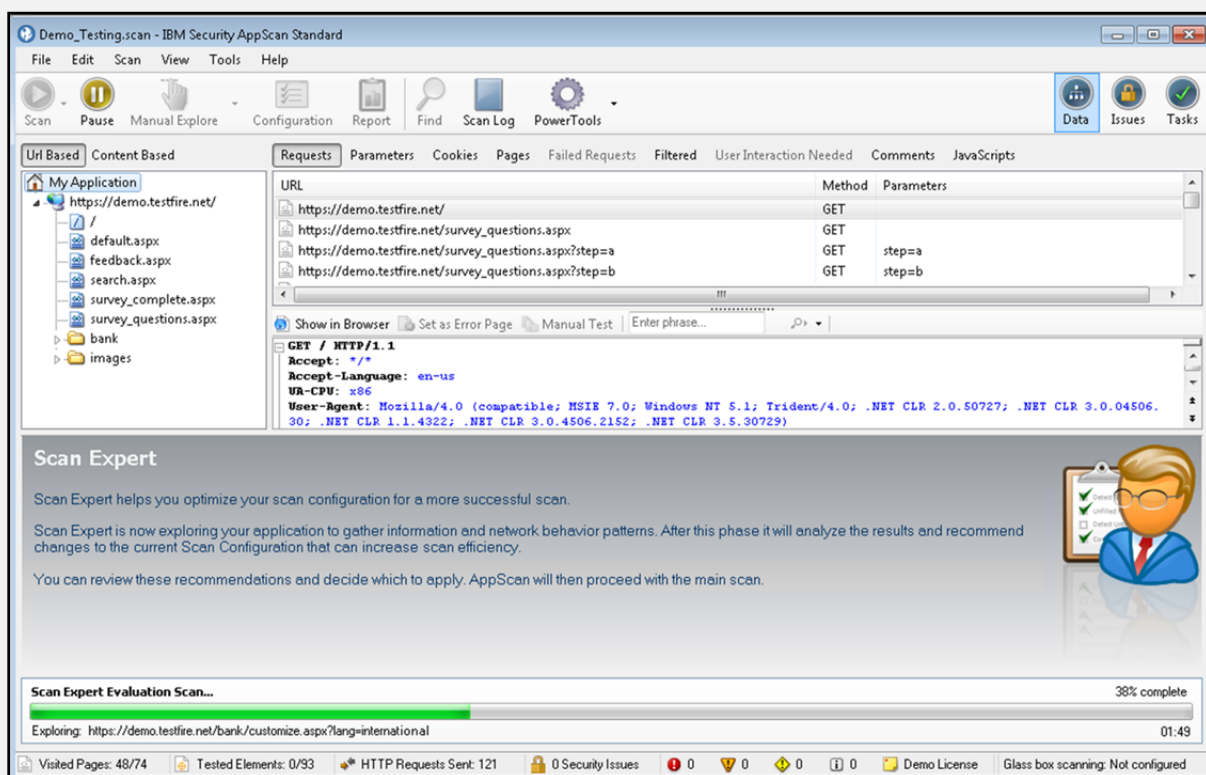 Demo_Testing.scan - IBM Security AppScan Standard
File Edit Scan View Tools Help
Scan Pause Manual Explore Configuration Report Find Scan Log PowerTools Data Issues Tasks
Url Based Content Based Requests Parameters Cookies Pages Failed Requests Filtered User Interaction Needed Comments JavaScripts
My Application
https://demo.testfire.net/
/
default.aspx
feedback.aspx
search.aspx
survey_complete.aspx
survey_questions.aspx
bank
images
URL Method Parameters
https://demo.testfire.net/ GET
https://demo.testfire.net/survey_questions.aspx GET
https://demo.testfire.net/survey_questions.aspx?step=a GET step=a
https://demo.testfire.net/survey_questions.aspx?step=b GET step=b
Show in Browser Set as Error Page Manual Test Enter phrase...
GET / HTTP/1.1
Accept: */*
Accept-Language: en-us
UA-CPU: x86
User-Agent: Mozilla/4.0 (compatible; MSIE 7.0; Windows NT 5.1; Trident/4.0; .NET CLR 2.0.50727; .NET CLR 3.0.04506.
30; .NET CLR 1.1.4322; .NET CLR 3.0.4506.2152; .NET CLR 3.5.30729)
Scan Expert
Scan Expert helps you optimize your scan configuration for a more successful scan.
Scan Expert is now exploring your application to gather information and network behavior patterns. After this phase it will analyze the results and recommend
changes to the current Scan Configuration that can increase scan efficiency.
You can review these recommendations and decide which to apply. AppScan will then proceed with the main scan.
Scan Expert Evaluation Scan... 38% complete
Exploring: https://demo.testfire.net/bank/customize.aspx?lang=international 01:49
Visited Pages: 48/74 Tested Elements: 0/93 HTTP Requests Sent: 121 0 Security Issues 0 0 0 0 Demo License Glass box scanning: Not configured